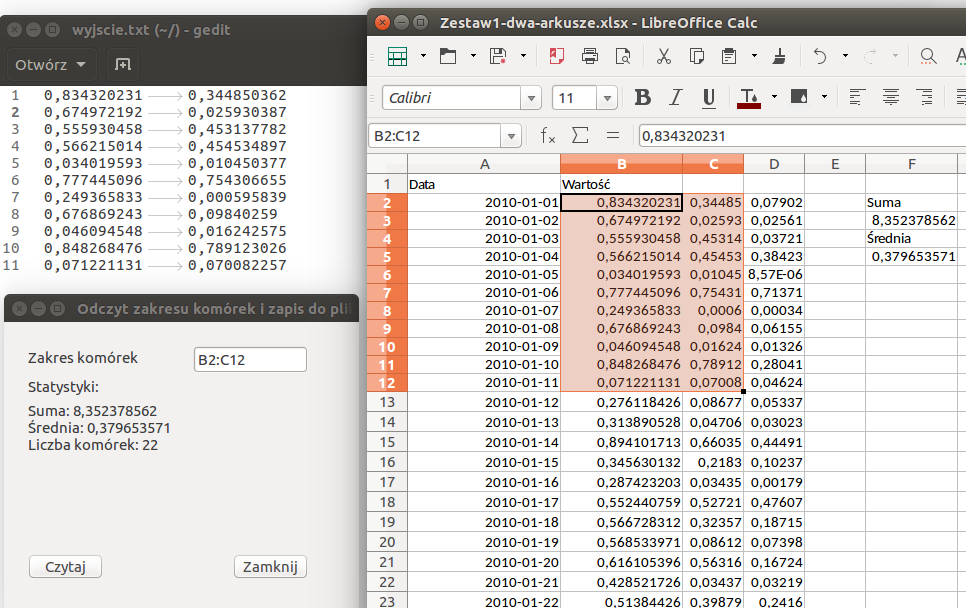 wyjscie.txt (~/) - gedit
Otwórz
1 0,834320231 0,344850362
2 0,674972192 0,025930387
3 0,555930458 0,453137782
4 0,566215014 0,454534897
5 0,034019593 0,010450377
6 0,777445096 0,754306655
7 0,249365833 0,000595839
8 0,676869243 0,09840259
9 0,046094548 0,016242575
10 0,848268476 0,789123026
11 0,071221131 0,070082257
Odczyt zakresu komórek i zapis do pli
Zakres komórek B2:C12
Statystyki:
Suma: 8,352378562
Średnia: 0,379653571
Liczba komórek: 22
Czytaj Zamknij
Zestaw1-dwa-arkusze.xlsx - LibreOffice Calc
Calibri 11 B I U
B2:C12 fx Σ = 0,834320231
A B C D E F
1 Data Wartość
2 2010-01-01 0,834320231 0,34485 0,07902 Suma
3 2010-01-02 0,674972192 0,02593 0,02561 8,352378562
4 2010-01-03 0,555930458 0,45314 0,03721 Średnia
5 2010-01-04 0,566215014 0,45453 0,38423 0,379653571
6 2010-01-05 0,034019593 0,01045 8,57E-06
7 2010-01-06 0,777445096 0,75431 0,71371
8 2010-01-07 0,249365833 0,0006 0,00034
9 2010-01-08 0,676869243 0,0984 0,06155
10 2010-01-09 0,046094548 0,01624 0,01326
11 2010-01-10 0,848268476 0,78912 0,28041
12 2010-01-11 0,071221131 0,07008 0,04624
13 2010-01-12 0,276118426 0,08677 0,05337
14 2010-01-13 0,313890528 0,04706 0,03023
15 2010-01-14 0,894101713 0,66035 0,44491
16 2010-01-15 0,345630132 0,2183 0,10237
17 2010-01-16 0,287423203 0,03435 0,00179
18 2010-01-17 0,552440759 0,52721 0,47607
19 2010-01-18 0,566728312 0,32357 0,18715
20 2010-01-19 0,568533971 0,08612 0,07398
21 2010-01-20 0,616105396 0,56316 0,16724
22 2010-01-21 0,428521726 0,03437 0,03219
23 2010-01-22 0,51384426 0,39879 0,2416